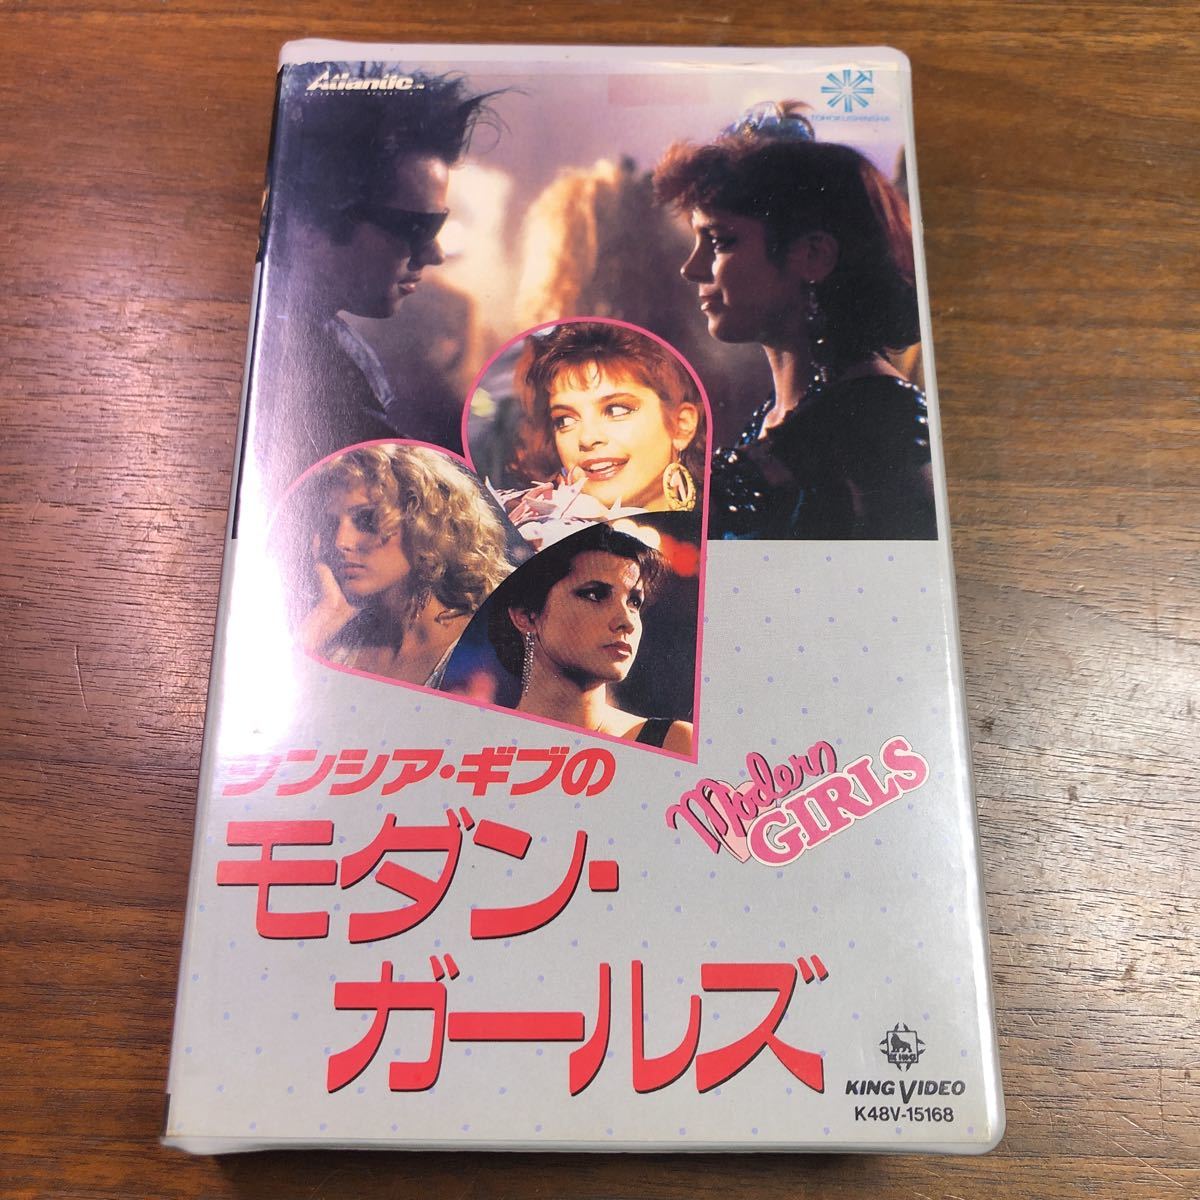 Atlantic
TOHOKUSHINSHA
シンシア・ギブの
Modern
GIRLS
モダン・
ガールズ
KING VIDEO
K48V-15168